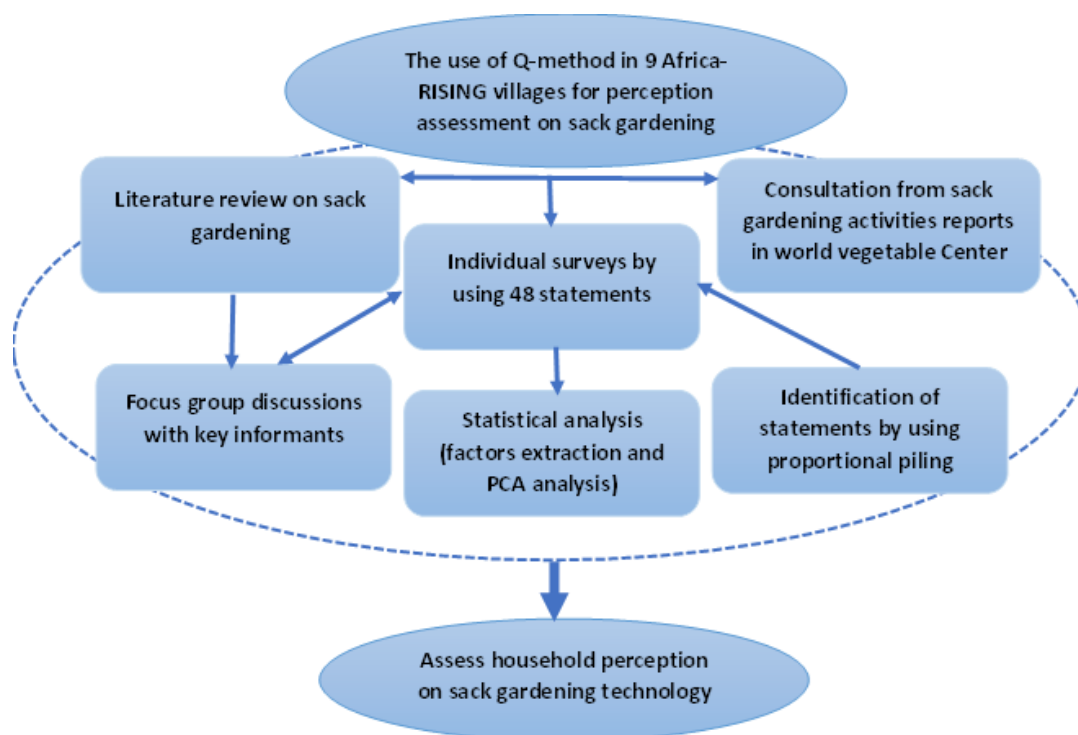 The use of Q-method in 9 Africa-
RISING villages for perception
assessment on sack gardening
Literature review on sack
gardening
Consultation from sack
gardening activities reports
in world vegetable Center
Individual surveys by
using 48 statements
Focus group discussions
with key informants
Statistical analysis
(factors extraction and
PCA analysis)
Identification of
statements by using
proportional piling
Assess household perception
on sack gardening technology